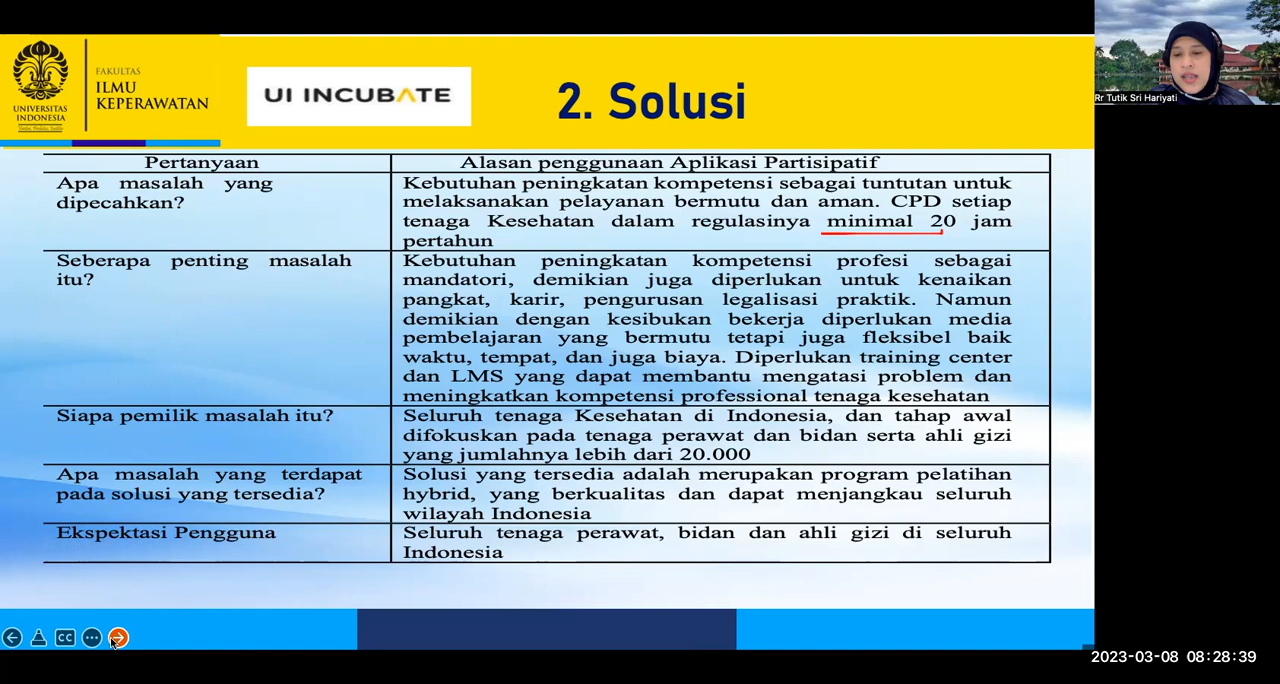 UNIVERSITAS
INDONESIA
FAKULTAS
ILMU
KEPERAWATAN
UI INCUBATE
2. Solusi
Rr Tutik Sri Hariyati
Pertanyaan
Alasan penggunaan Aplikasi Partisipatif
Apa masalah yang
dipecahkan?
Kebutuhan peningkatan kompetensi sebagai tuntutan untuk
melaksanakan pelayanan bermutu dan aman. CPD setiap
tenaga Kesehatan dalam regulasinya minimal 20 jam
pertahun
Seberapa penting masalah
itu?
Kebutuhan peningkatan kompetensi profesi sebagai
mandatori, demikian juga diperlukan untuk kenaikan
pangkat, karir, pengurusan legalisasi praktik. Namun
demikian dengan kesibukan bekerja diperlukan media
pembelajaran yang bermutu tetapi juga fleksibel baik
waktu, tempat, dan juga biaya. Diperlukan training center
dan LMS yang dapat membantu mengatasi problem dan
meningkatkan kompetensi professional tenaga kesehatan
Siapa pemilik masalah itu?
Seluruh tenaga Kesehatan di Indonesia, dan tahap awal
difokuskan pada tenaga perawat dan bidan serta ahli gizi
yang jumlahnya lebih dari 20.000
Apa masalah yang terdapat
pada solusi yang tersedia?
Solusi yang tersedia adalah merupakan program pelatihan
hybrid, yang berkualitas dan dapat menjangkau seluruh
wilayah Indonesia
Ekspektasi Pengguna
Seluruh tenaga perawat, bidan dan ahli gizi di seluruh
Indonesia
CC
2023-03-08 08:28:39